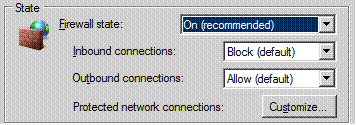 State
Firewall state: On (recommended)
Inbound connections: Block (default)
Outbound connections: Allow (default)
Protected network connections: Customize...